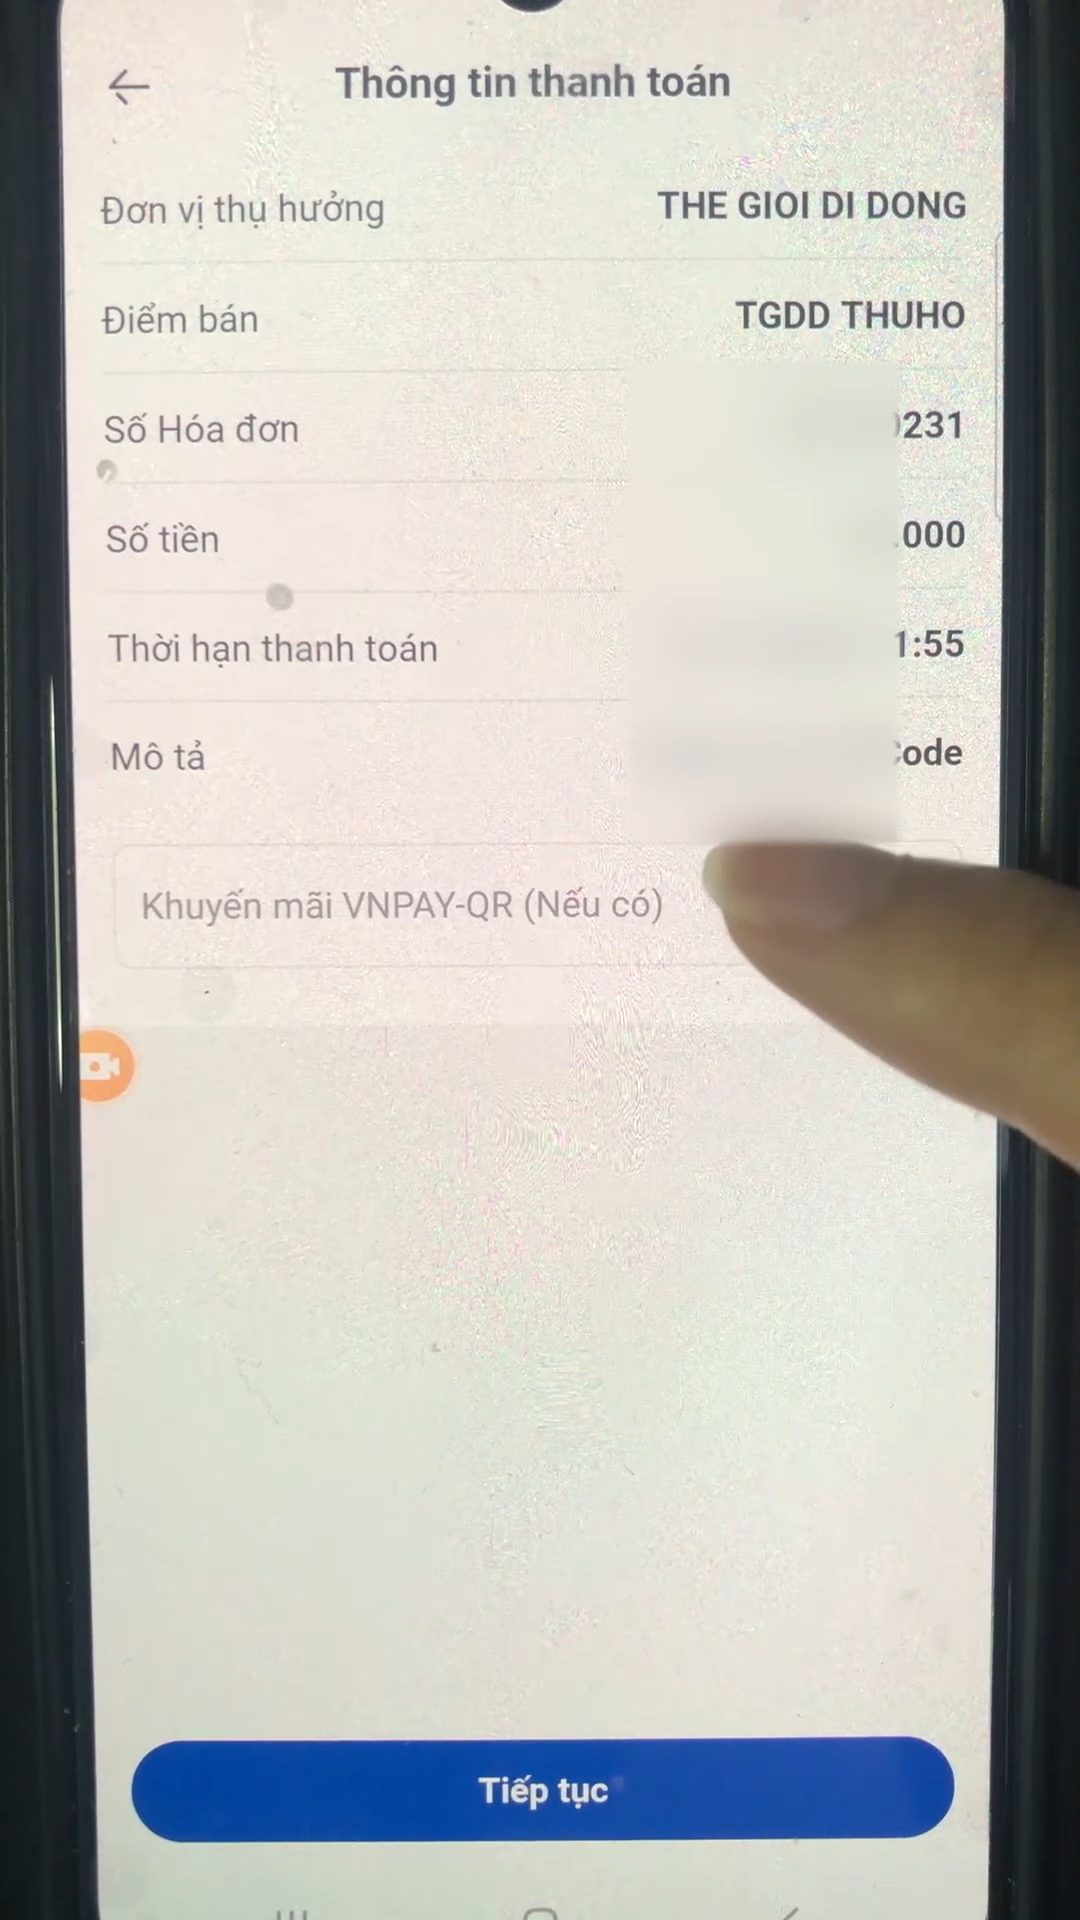 Thông tin thanh toán
Đơn vị thụ hưởng THE GIOI DI DONG
Điểm bán TGDD THUHO
Số Hóa đơn 231
Số tiền .000
Thời hạn thanh toán 1:55
Mô tả ode
Khuyến mãi VNPAY-QR (Nếu có)
Tiếp tục